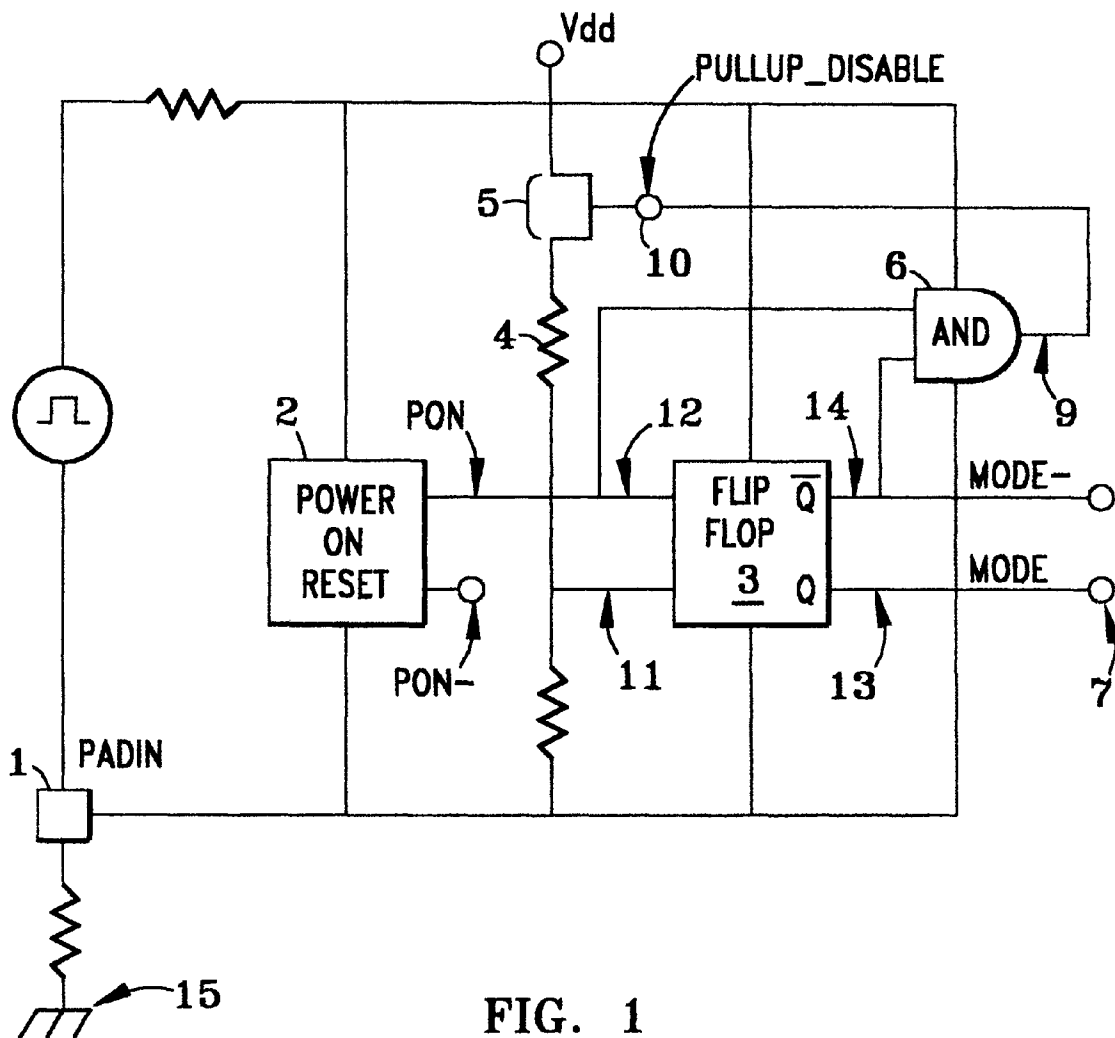 Vdd
PULLUP_DISABLE
5
10
6
AND
4
9
2
PON
12
14
POWER
ON
RESET
FLIP
FLOP
3
Q̅
Q
MODE-
MODE
PON-
11
13
7
1
PADIN
15
FIG. 1